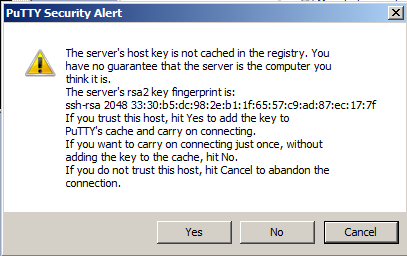 PuTTY Security Alert
The server's host key is not cached in the registry. You
have no guarantee that the server is the computer you
think it is.
The server's rsa2 key fingerprint is:
ssh-rsa 2048 33:30:b5:dc:98:2e:b1:1f:65:57:c9:ad:87:ec:17:7f
If you trust this host, hit Yes to add the key to
PuTTY's cache and carry on connecting.
If you want to carry on connecting just once, without
adding the key to the cache, hit No.
If you do not trust this host, hit Cancel to abandon the
connection.
Yes
No
Cancel